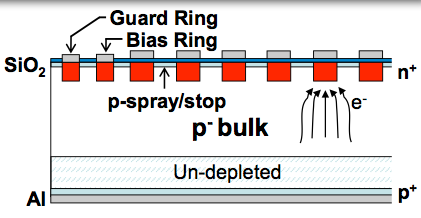 Guard Ring
Bias Ring
SiO₂
n⁺
p-spray/stop
e⁻
p⁻ bulk
Un-depleted
Al
p⁺